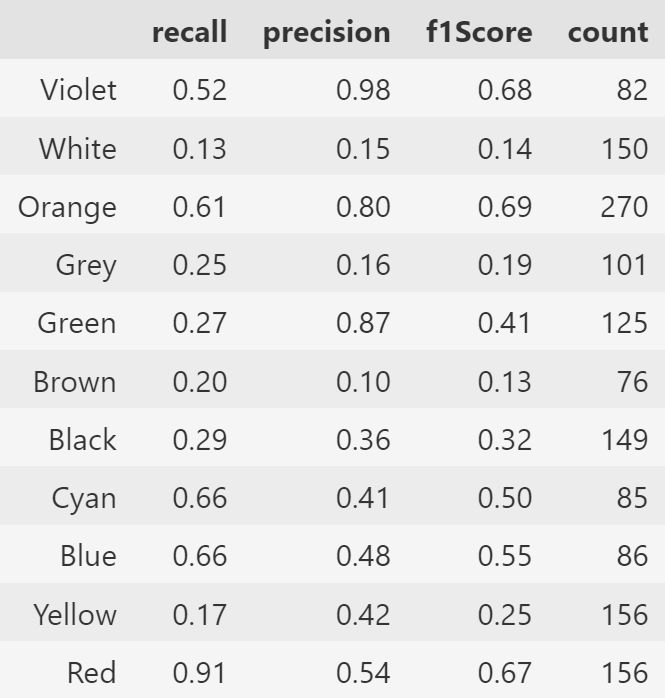 recall precision f1Score count
Violet 0.52 0.98 0.68 82
White 0.13 0.15 0.14 150
Orange 0.61 0.80 0.69 270
Grey 0.25 0.16 0.19 101
Green 0.27 0.87 0.41 125
Brown 0.20 0.10 0.13 76
Black 0.29 0.36 0.32 149
Cyan 0.66 0.41 0.50 85
Blue 0.66 0.48 0.55 86
Yellow 0.17 0.42 0.25 156
Red 0.91 0.54 0.67 156